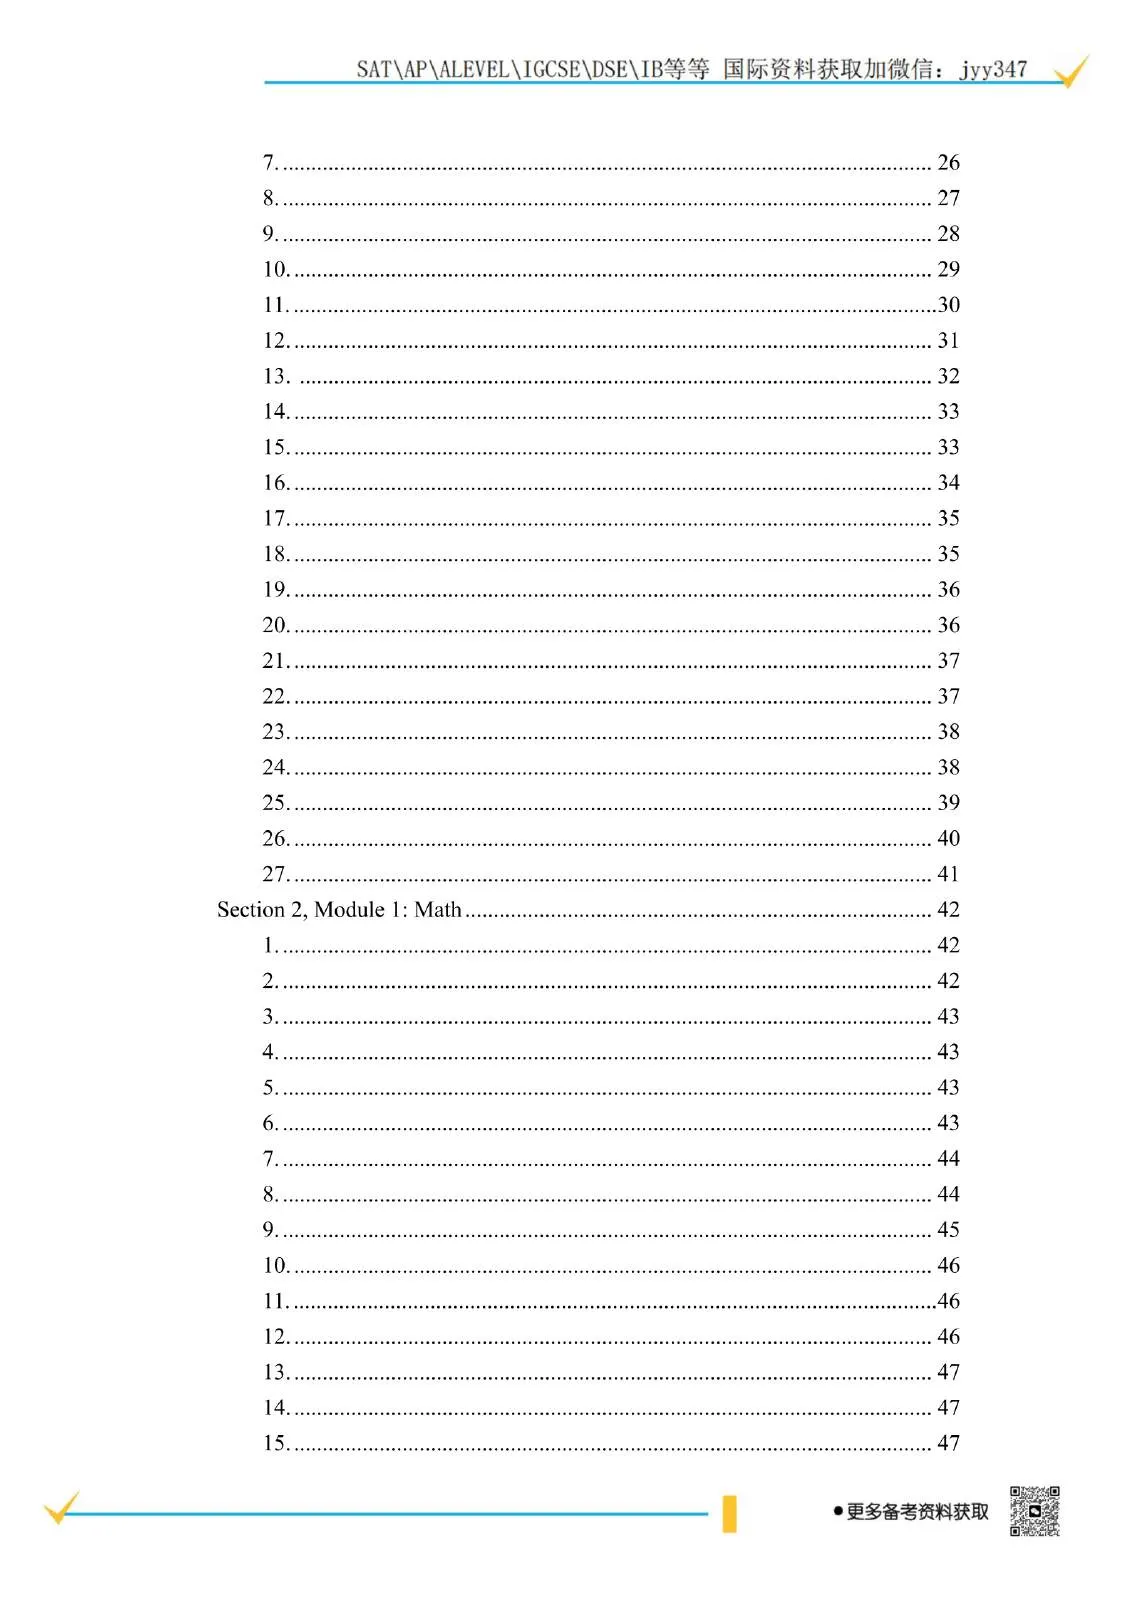 SAT\AP\ALEVEL\IGCSE\DSE\IB等等 国际资料获取加微信：jyy347
7. ........ 26
8. ........ 27
9. ........ 28
10. ........ 29
11. ........ 30
12. ........ 31
13. ........ 32
14. ........ 33
15. ........ 33
16. ........ 34
17. ........ 35
18. ........ 35
19. ........ 36
20. ........ 36
21. ........ 37
22. ........ 37
23. ........ 38
24. ........ 38
25. ........ 39
26. ........ 40
27. ........ 41
Section 2, Module 1: Math ........ 42
1. ........ 42
2. ........ 42
3. ........ 43
4. ........ 43
5. ........ 43
6. ........ 43
7. ........ 44
8. ........ 44
9. ........ 45
10. ........ 46
11. ........ 46
12. ........ 46
13. ........ 47
14. ........ 47
15. ........ 47
●更多备考资料获取